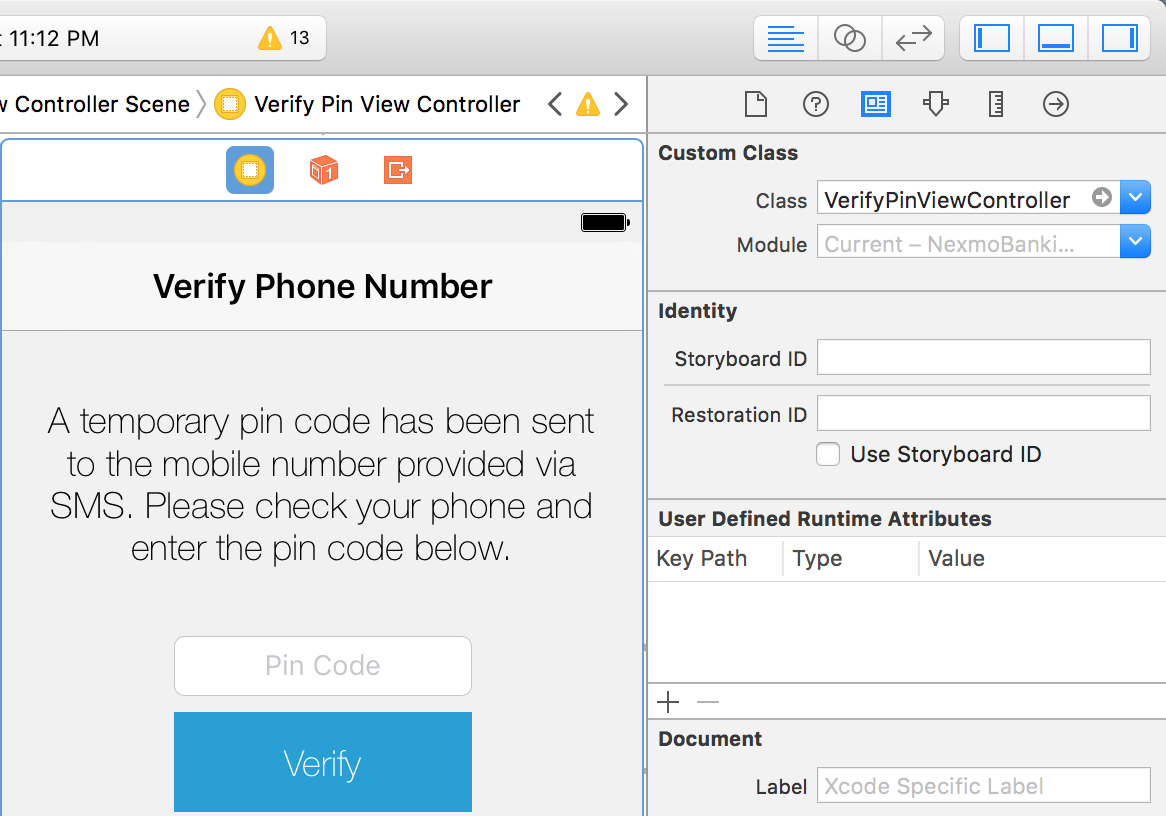 11:12 PM
13
Controller Scene
Verify Pin View Controller
Verify Phone Number
A temporary pin code has been sent
to the mobile number provided via
SMS. Please check your phone and
enter the pin code below.
Pin Code
Verify
Custom Class
Class VerifyPinViewController
Module Current – NexmoBanki...
Identity
Storyboard ID
Restoration ID
Use Storyboard ID
User Defined Runtime Attributes
Key Path Type Value
Document
Label Xcode Specific Label